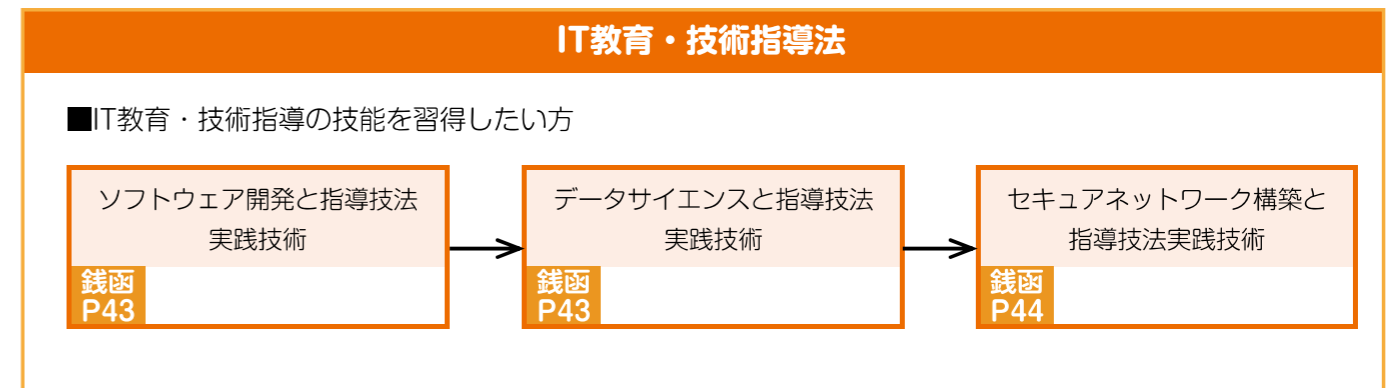 IT教育・技術指導法
■IT教育・技術指導の技能を習得したい方
ソフトウェア開発と指導技法
実践技術
銭函
P43
データサイエンスと指導技法
実践技術
銭函
P43
セキュアネットワーク構築と
指導技法実践技術
銭函
P44